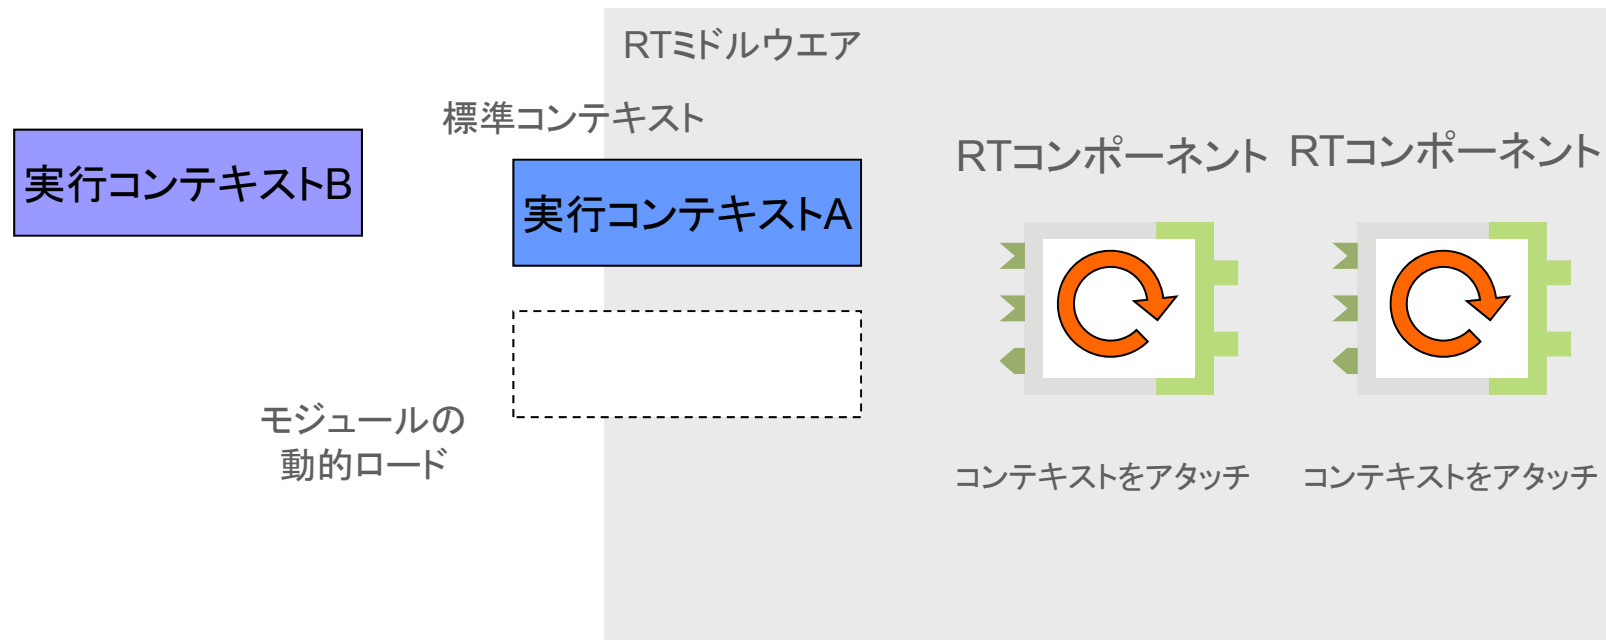 RTミドルウエア
標準コンテキスト
実行コンテキストB
実行コンテキストA
RTコンポーネント
RTコンポーネント
モジュールの
動的ロード
コンテキストをアタッチ
コンテキストをアタッチ